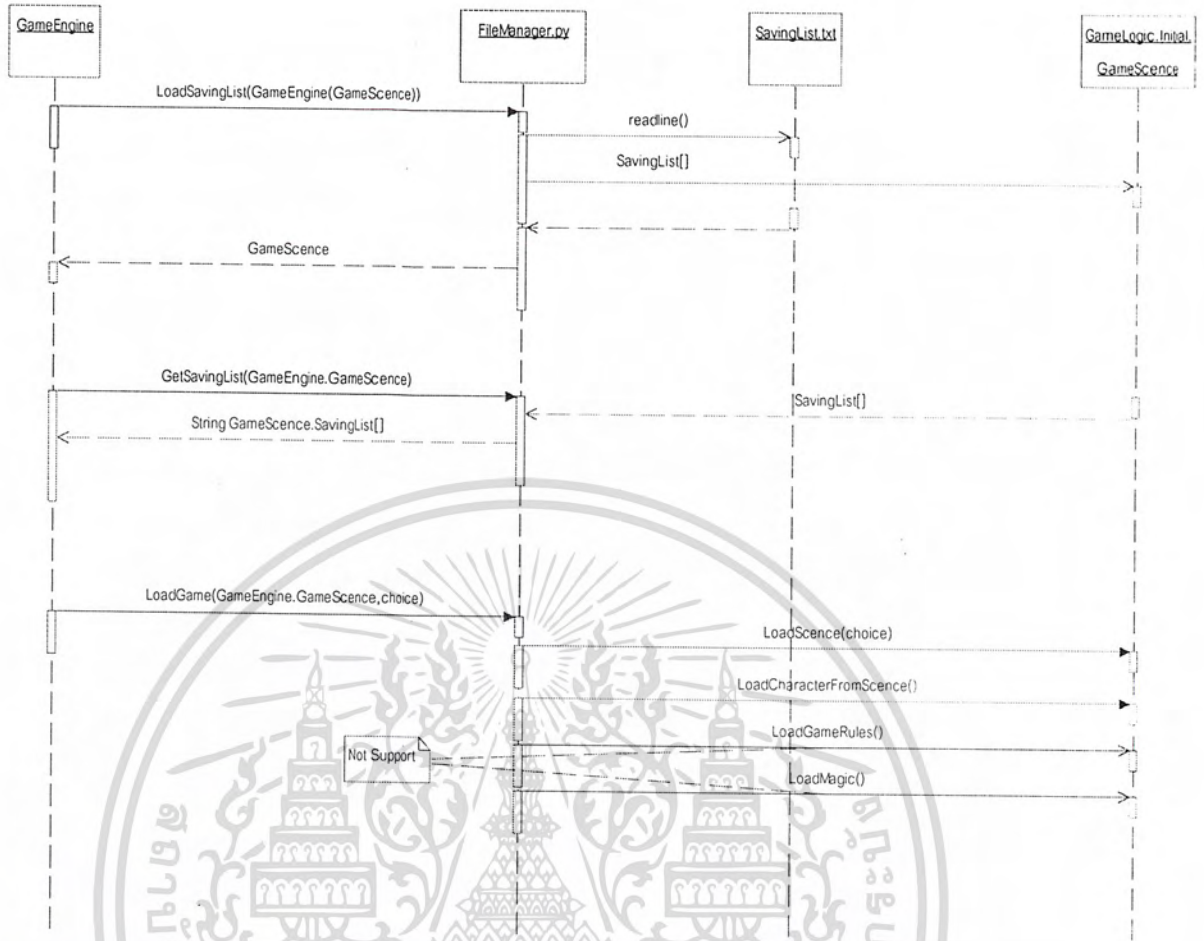 GameEngine
FileManager.py
SavingList.txt
GameLogic.Initial.
GameScence
LoadSavingList(GameEngine(GameScence))
readline()
SavingList[]
GameScence
GetSavingList(GameEngine.GameScence)
SavingList[]
String GameScence.SavingList[]
LoadGame(GameEngine.GameScence,choice)
LoadScence(choice)
LoadCharacterFromScence()
LoadGameRules()
Not Support
LoadMagic()